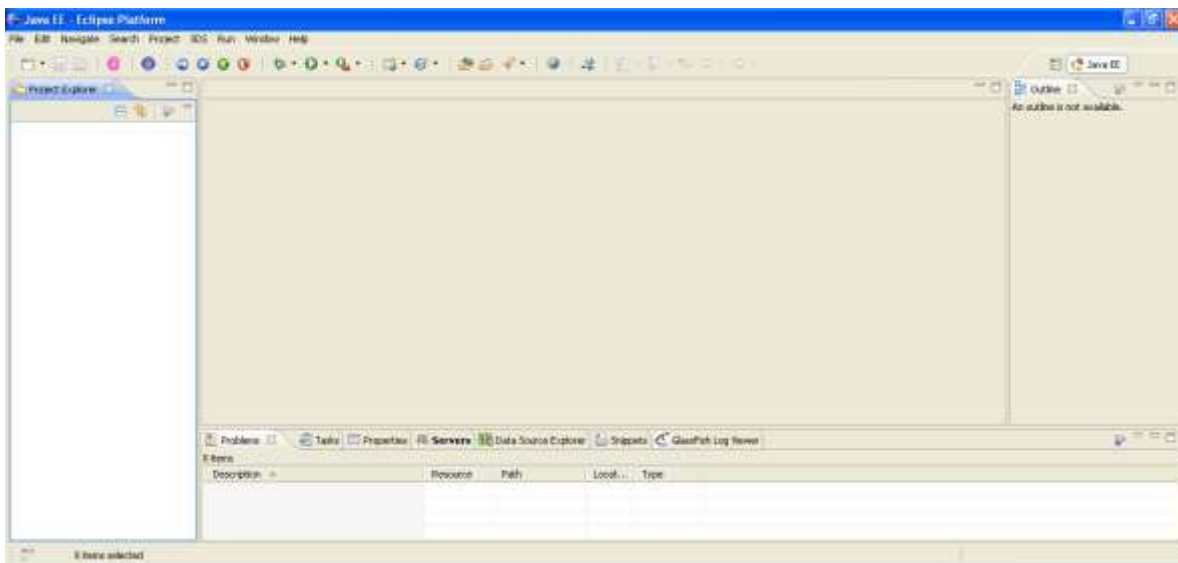 Java EE - Eclipse Platform
File Edit Navigate Search Project SDS Run Window Help
Java EE
Project Explorer
Outline
An outline is not available.
Problems Tasks Properties Servers Data Source Explorer Snippets GlassFish Log Viewer
0 items
Description Resource Path Locat... Type
0 items selected